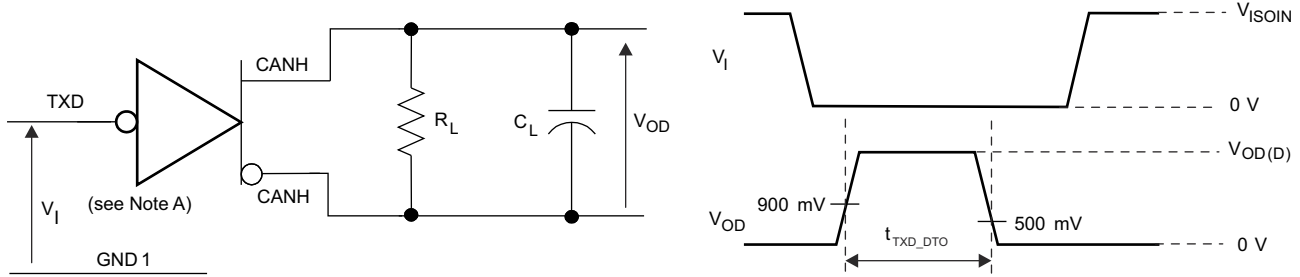 CANH
TXD
R_L
C_L
V_OD
CANH
(see Note A)
V_I
GND 1
V_ISOIN
V_I
0 V
V_OD(D)
900 mV
500 mV
V_OD
t_TXD_DTO
0 V